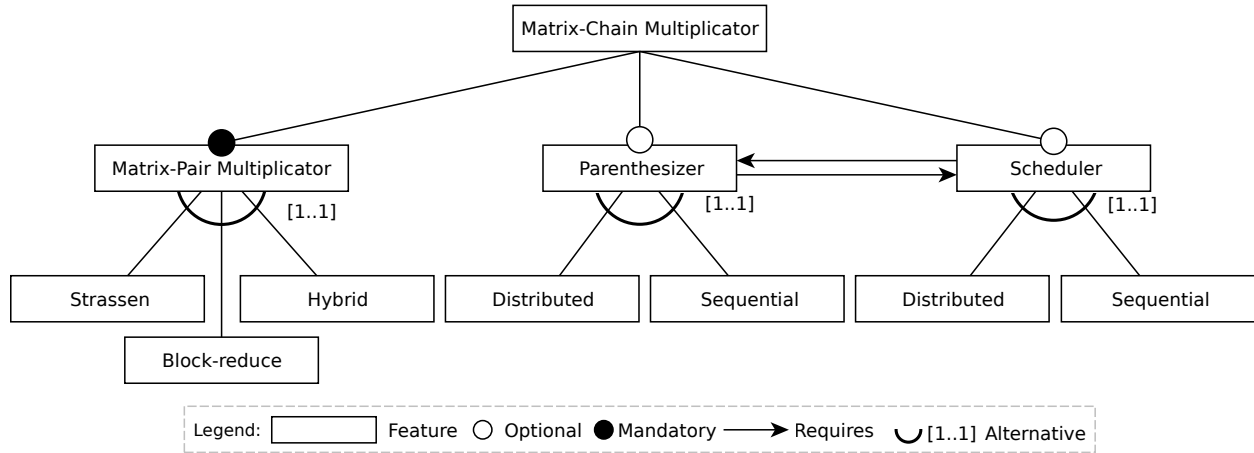 Matrix-Chain Multiplicator
Matrix-Pair Multiplicator
Parenthesizer
Scheduler
[1..1]
[1..1]
[1..1]
Strassen
Hybrid
Distributed
Sequential
Distributed
Sequential
Block-reduce
Legend: Feature Optional Mandatory Requires [1..1] Alternative